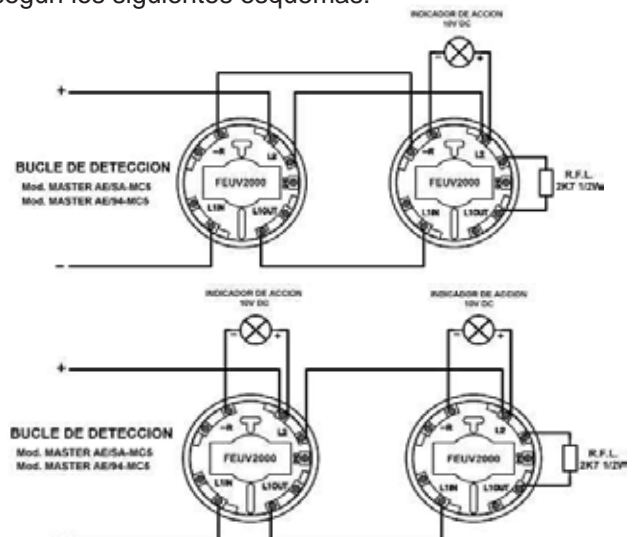 según los siguientes esquemas.
INDICADOR DE ACCION
10V DC
- +
+
-R L2
FEUV2000
L1IN L1OUT
-R L2
FEUV2000
L1IN L1OUT
BUCLE DE DETECCION
Mod. MASTER AE/SA-MC5
Mod. MASTER AE/94-MC5
R.F.L.
2K7 1/2W
-
INDICADOR DE ACCION
10V DC
- +
INDICADOR DE ACCION
10V DC
- +
+
-R L2
FEUV2000
L1IN L1OUT
-R L2
FEUV2000
L1IN L1OUT
BUCLE DE DETECCION
Mod. MASTER AE/SA-MC5
Mod. MASTER AE/94-MC5
R.F.L.
2K7 1/2W